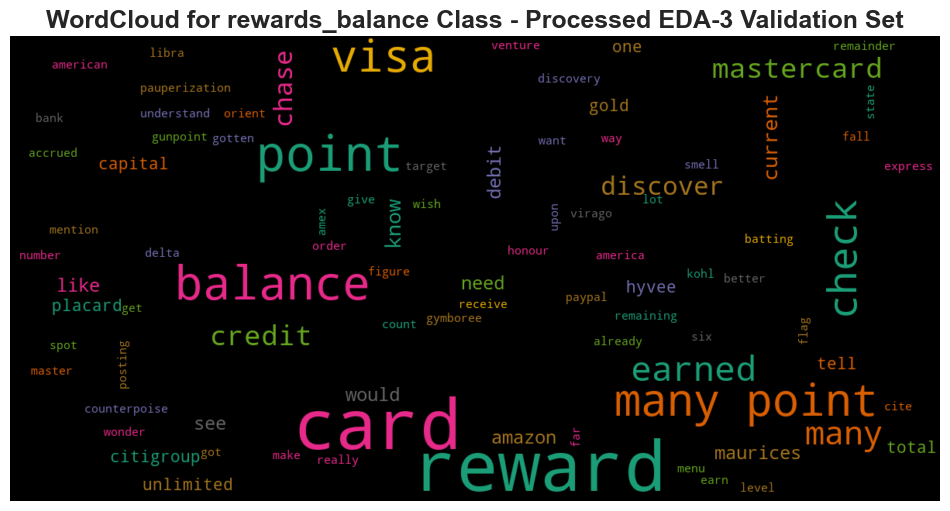 WordCloud for rewards_balance Class - Processed EDA-3 Validation Set
libra
american
visa
venture
one
remainder
chase
mastercard
pauperization
discovery
bank
understand
orient
gold
current
state
accrued
gunpoint
gotten
point
want
way
fall
capital
target
debit
smell
express
discover
give
wish
lot
amex
know
upon
virago
check
mention
order
honour
america
batting
number
delta
balance
figure
kohl
better
like
need
hyvee
placard
get
receive
paypal
credit
count
gymboree
remaining
flag
spot
already
six
posting
master
earned
tell
counterpoise
would
many point
cite
wonder
see
card
amazon
far
many
total
citigroup
got
make
really
reward
maurices
menu
unlimited
earn
level